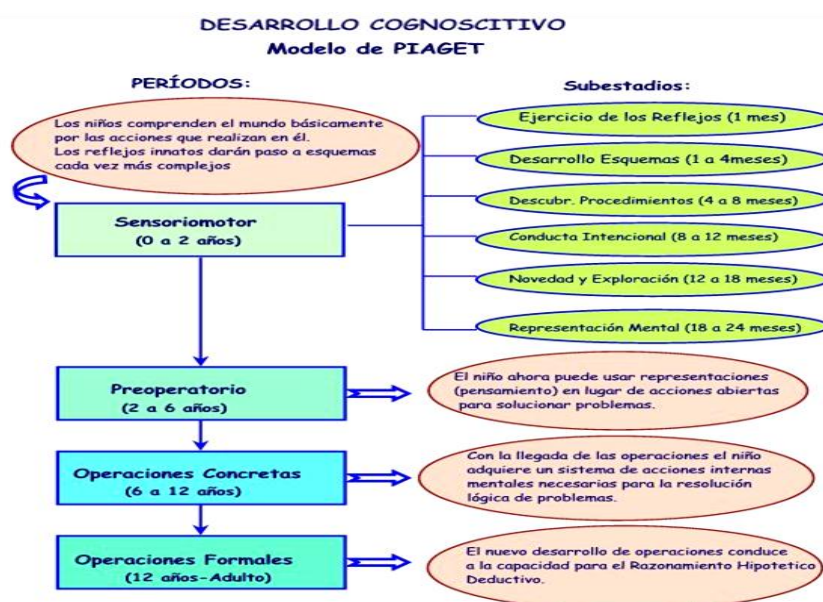 DESARROLLO COGNOSCITIVO
Modelo de PIAGET
PERÍODOS:
Los niños comprenden el mundo básicamente
por las acciones que realizan en él.
Los reflejos innatos darán paso a esquemas
cada vez más complejos
Sensoriomotor
(0 a 2 años)
Subestadios:
Ejercicio de los Reflejos (1 mes)
Desarrollo Esquemas (1 a 4meses)
Descubr. Procedimientos (4 a 8 meses)
Conducta Intencional (8 a 12 meses)
Novedad y Exploración (12 a 18 meses)
Representación Mental (18 a 24 meses)
Preoperatorio
(2 a 6 años)
El niño ahora puede usar representaciones
(pensamiento) en lugar de acciones abiertas
para solucionar problemas.
Operaciones Concretas
(6 a 12 años)
Con la llegada de las operaciones el niño
adquiere un sistema de acciones internas
mentales necesarias para la resolución
lógica de problemas.
Operaciones Formales
(12 años-Adulto)
El nuevo desarrollo de operaciones conduce
a la capacidad para el Razonamiento Hipotetico
Deductivo.